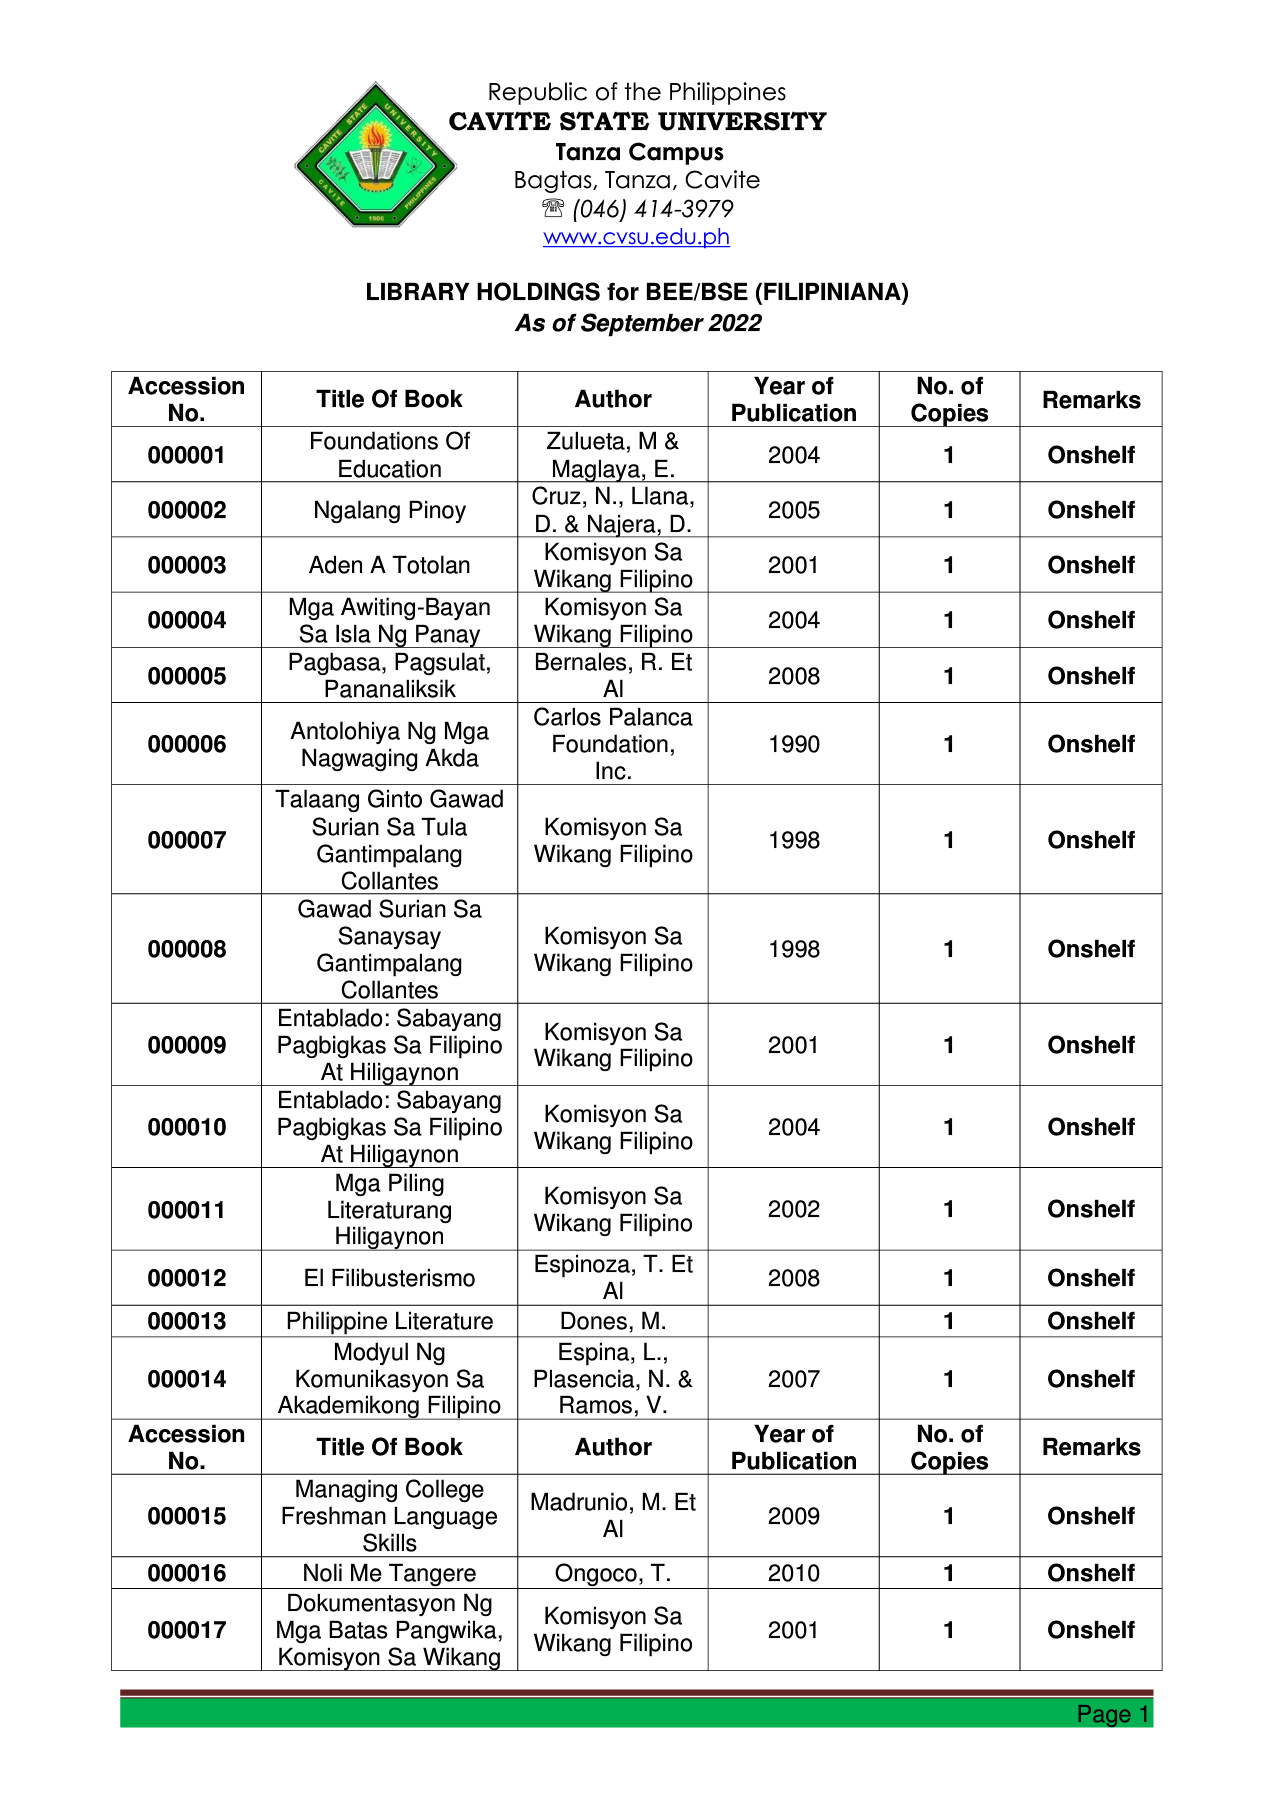 Republic of the Philippines
CAVITE STATE UNIVERSITY
Tanza Campus
Bagtas, Tanza, Cavite
☏ (046) 414-3979
www.cvsu.edu.ph
CAVITE STATE UNIVERSITY
CAVITE PHILIPPINES
1906
LIBRARY HOLDINGS for BEE/BSE (FILIPINIANA)
As of September 2022
Accession No. Title Of Book Author Year of Publication No. of Copies Remarks
000001 Foundations Of Education Zulueta, M & Maglaya, E. 2004 1 Onshelf
000002 Ngalang Pinoy Cruz, N., Llana, D. & Najera, D. 2005 1 Onshelf
000003 Aden A Totolan Komisyon Sa Wikang Filipino 2001 1 Onshelf
000004 Mga Awiting-Bayan Sa Isla Ng Panay Komisyon Sa Wikang Filipino 2004 1 Onshelf
000005 Pagbasa, Pagsulat, Pananaliksik Bernales, R. Et Al 2008 1 Onshelf
000006 Antolohiya Ng Mga Nagwaging Akda Carlos Palanca Foundation, Inc. 1990 1 Onshelf
000007 Talaang Ginto Gawad Surian Sa Tula Gantimpalang Collantes Komisyon Sa Wikang Filipino 1998 1 Onshelf
000008 Gawad Surian Sa Sanaysay Gantimpalang Collantes Komisyon Sa Wikang Filipino 1998 1 Onshelf
000009 Entablado: Sabayang Pagbigkas Sa Filipino At Hiligaynon Komisyon Sa Wikang Filipino 2001 1 Onshelf
000010 Entablado: Sabayang Pagbigkas Sa Filipino At Hiligaynon Komisyon Sa Wikang Filipino 2004 1 Onshelf
000011 Mga Piling Literaturang Hiligaynon Komisyon Sa Wikang Filipino 2002 1 Onshelf
000012 El Filibusterismo Espinoza, T. Et Al 2008 1 Onshelf
000013 Philippine Literature Dones, M. 1 Onshelf
000014 Modyul Ng Komunikasyon Sa Akademikong Filipino Espina, L., Plasencia, N. & Ramos, V. 2007 1 Onshelf
Accession No. Title Of Book Author Year of Publication No. of Copies Remarks
000015 Managing College Freshman Language Skills Madrunio, M. Et Al 2009 1 Onshelf
000016 Noli Me Tangere Ongoco, T. 2010 1 Onshelf
000017 Dokumentasyon Ng Mga Batas Pangwika, Komisyon Sa Wikang Komisyon Sa Wikang Filipino 2001 1 Onshelf
Page 1